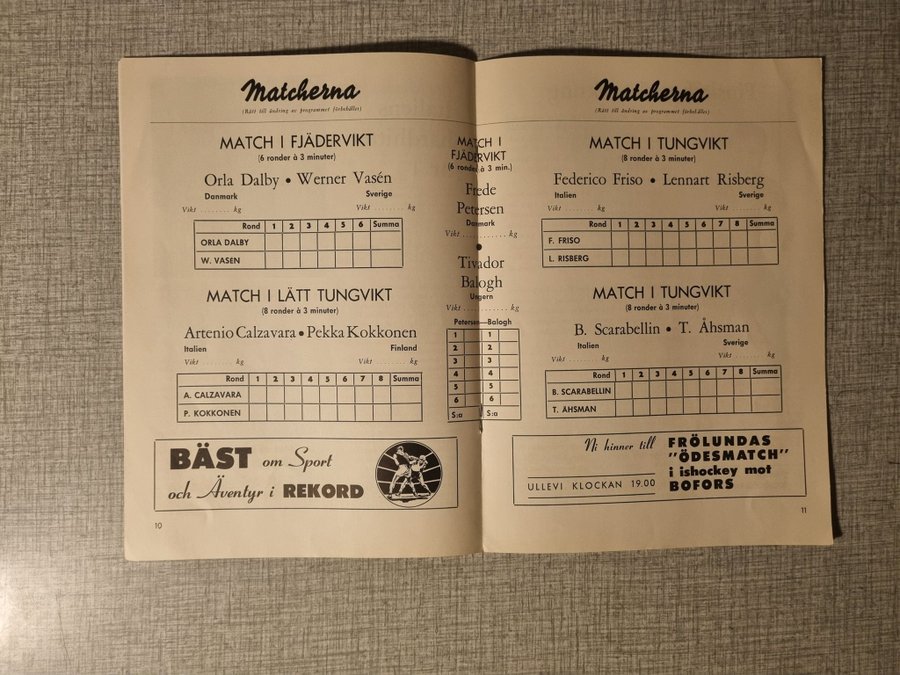 Matcherna
(Rätt till ändring av programmet förbehålles)
MATCH I FJÄDERVIKT
(6 ronder à 3 minuter)
Orla Dalby • Werner Vasén
Danmark Sverige
Vikt ........ kg Vikt ........ kg
Rond 1 2 3 4 5 6 Summa
ORLA DALBY
W. VASEN
MATCH I LÄTT TUNGVIKT
(8 ronder à 3 minuter)
Artenio Calzavara • Pekka Kokkonen
Italien Finland
Vikt ........ kg Vikt ........ kg
Rond 1 2 3 4 5 6 7 8 Summa
A. CALZAVARA
P. KOKKONEN
BÄST om Sport
och Äventyr i REKORD
10
MATCH I
FJÄDERVIKT
(6 ronder à 3 min.)
Frede
Petersen
Danmark
Vikt ............ kg
•
Tivador
Balogh
Ungern
Vikt ............ kg
Petersen—Balogh
1 1
2 2
3 3
4 4
5 5
6 6
S:a S:a
Matcherna
(Rätt till ändring av programmet förbehålles)
MATCH I TUNGVIKT
(8 ronder à 3 minuter)
Federico Friso • Lennart Risberg
Italien Sverige
Vikt ........ kg Vikt ........ kg
Rond 1 2 3 4 5 6 7 8 Summa
F. FRISO
L. RISBERG
MATCH I TUNGVIKT
(8 ronder à 3 minuter)
B. Scarabellin • T. Åhsman
Italien Sverige
Vikt ........ kg Vikt ........ kg
Rond 1 2 3 4 5 6 7 8 Summa
B. SCARABELLIN
T. ÅHSMAN
Ni hinner till FRÖLUNDAS
"ÖDESMATCH"
i ishockey mot
ULLEVI KLOCKAN 19.00 BOFORS
11